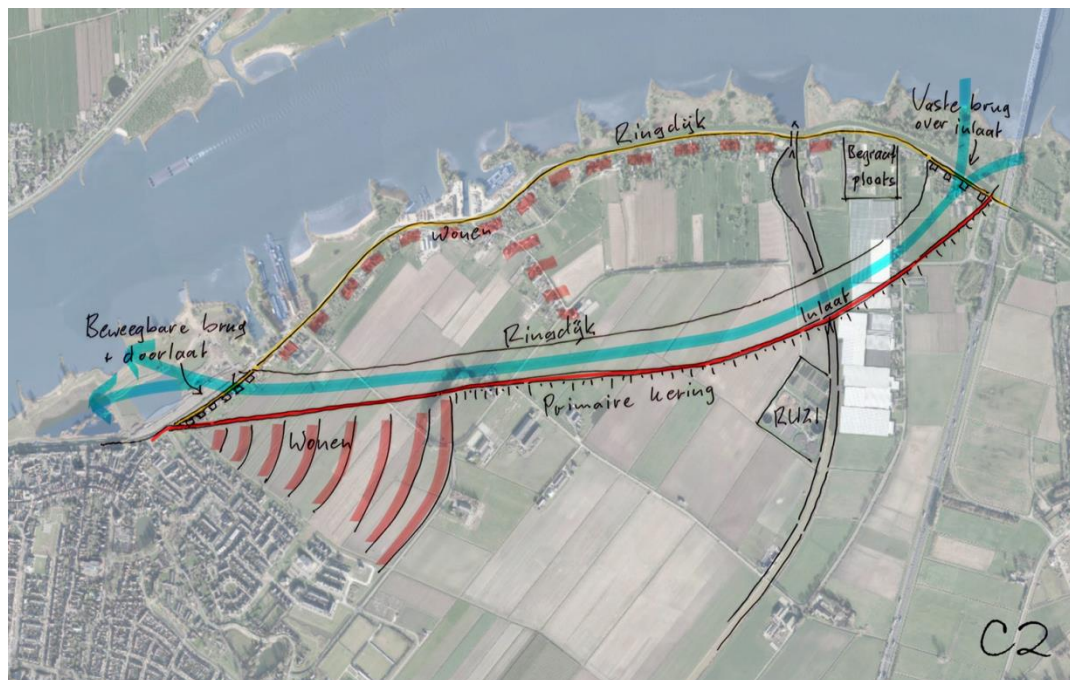 Ringdijk
Vaste brug
over inlaat
Begraaf
plaats
Wonen
Beweegbare brug
+ doorlaat
Ringdijk
Inlaat
Primaire kering
RWZI
Wonen
C2